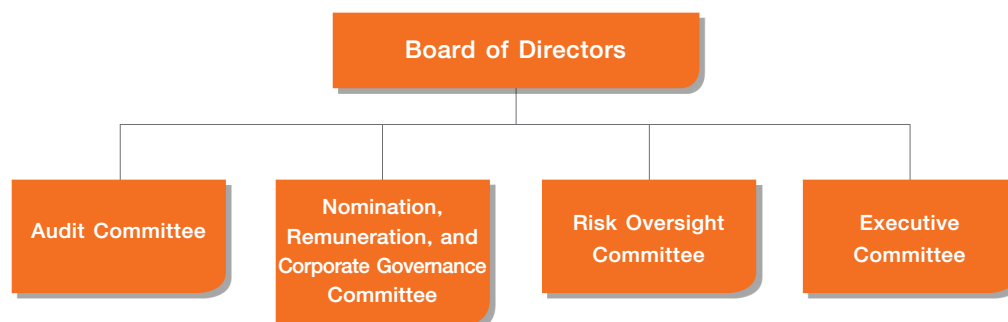 Board of Directors
Audit Committee
Nomination,
Remuneration, and
Corporate Governance
Committee
Risk Oversight
Committee
Executive
Committee